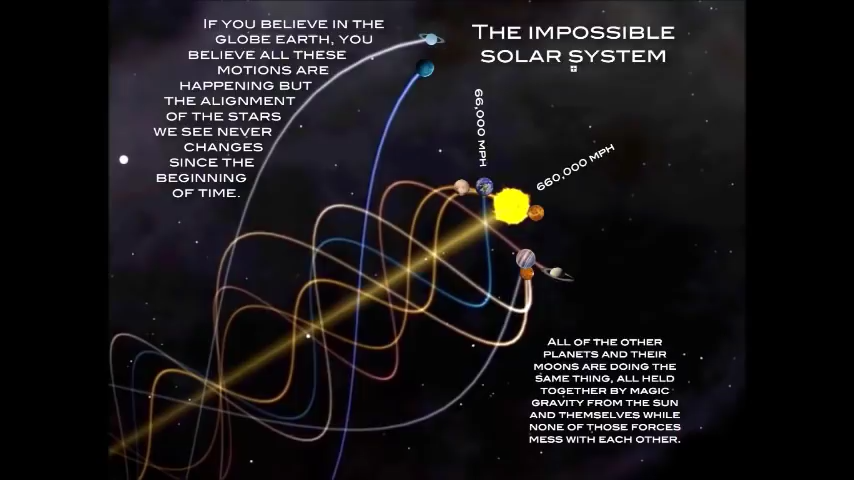 IF YOU BELIEVE IN THE
GLOBE EARTH, YOU
BELIEVE ALL THESE
MOTIONS ARE
HAPPENING BUT
THE ALIGNMENT
OF THE STARS
WE SEE NEVER
CHANGES
SINCE THE
BEGINNING
OF TIME.
THE IMPOSSIBLE
SOLAR SYSTEM
66,000 MPH
660,000 MPH
ALL OF THE OTHER
PLANETS AND THEIR
MOONS ARE DOING THE
SAME THING, ALL HELD
TOGETHER BY MAGIC
GRAVITY FROM THE SUN
AND THEMSELVES WHILE
NONE OF THOSE FORCES
MESS WITH EACH OTHER.